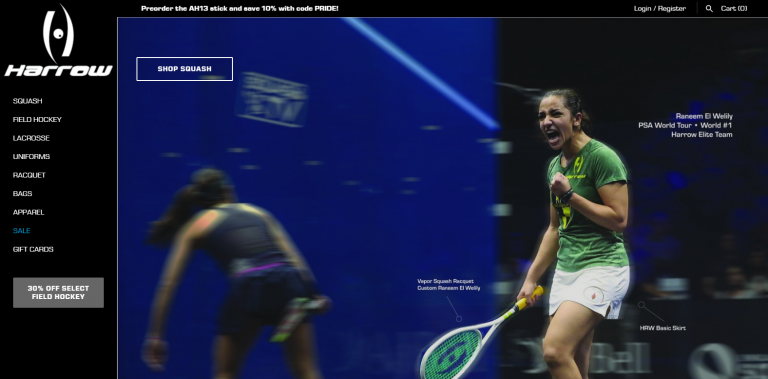 Preorder the AH13 stick and save 10% with code PRIDE!
Login / Register
Cart (0)
Harrow
SQUASH
FIELD HOCKEY
LACROSSE
UNIFORMS
RACQUET
BAGS
APPAREL
SALE
GIFT CARDS
30% OFF SELECT
FIELD HOCKEY
SHOP SQUASH
Raneem El Welily
PSA World Tour • World #1
Harrow Elite Team
Harrow
Vapor Squash Racquet
Custom Raneem El Welily
HRW Basic Skirt
Bell